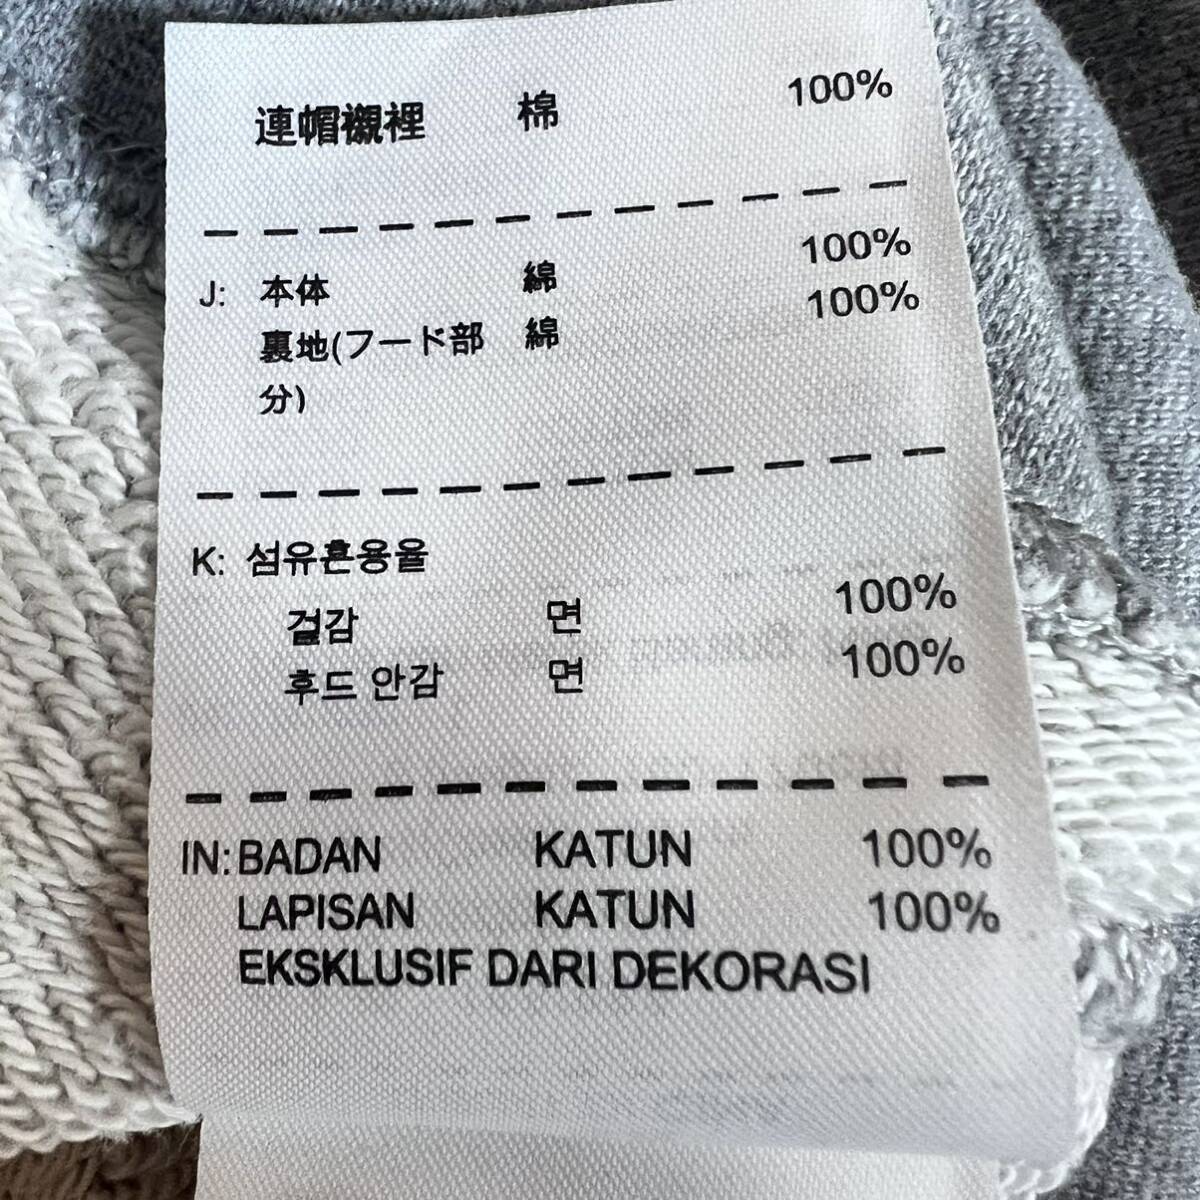 連帽襯裡 棉 100%
J: 本体 綿 100%
裏地(フード部 綿 100%
分)
K: 섬유혼용율
겉감 면 100%
후드 안감 면 100%
IN: BADAN KATUN 100%
LAPISAN KATUN 100%
EKSKLUSIF DARI DEKORASI